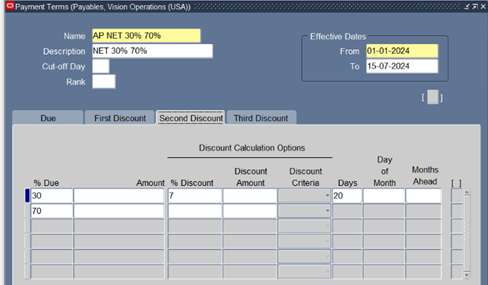 Payment Terms (Payables, Vision Operations (USA))
Name AP NET 30% 70%
Description NET 30% 70%
Cut-off Day
Rank
Effective Dates
From 01-01-2024
To 15-07-2024
[ ]
Due First Discount Second Discount Third Discount
Discount Calculation Options
% Due Amount % Discount Discount Amount Discount Criteria Days Day of Month Months Ahead [ ]
30 7 20
70